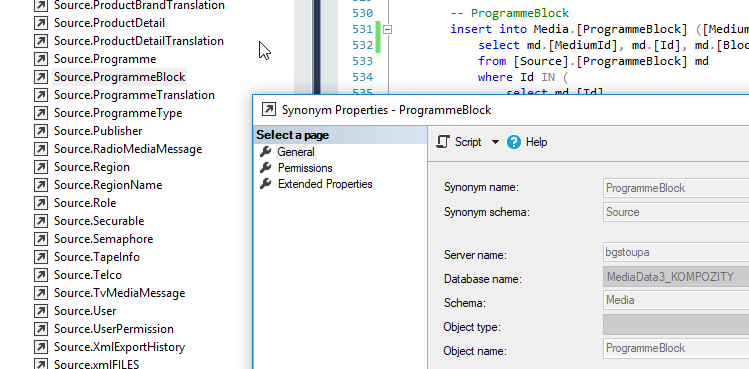 Source.ProductBrandTranslation
Source.ProductDetail
Source.ProductDetailTranslation
Source.Programme
Source.ProgrammeBlock
Source.ProgrammeTranslation
Source.ProgrammeType
Source.Publisher
Source.RadioMediaMessage
Source.Region
Source.RegionName
Source.Role
Source.Securable
Source.Semaphore
Source.TapeInfo
Source.Telco
Source.TvMediaMessage
Source.User
Source.UserPermission
Source.XmlExportHistory
Source.xmlFILES
530 -- ProgrammeBlock
531 insert into Media.[ProgrammeBlock] ([Medium
532 select md.[MediumId], md.[Id], md.[Bloc
533 from [Source].[ProgrammeBlock] md
534 where Id IN (
535 select md.[Id]
Synonym Properties - ProgrammeBlock
Select a page
General
Permissions
Extended Properties
Script Help
Synonym name: ProgrammeBlock
Synonym schema: Source
Server name: bgstoupa
Database name: MediaData3_KOMPOZITY
Schema: Media
Object type:
Object name: ProgrammeBlock